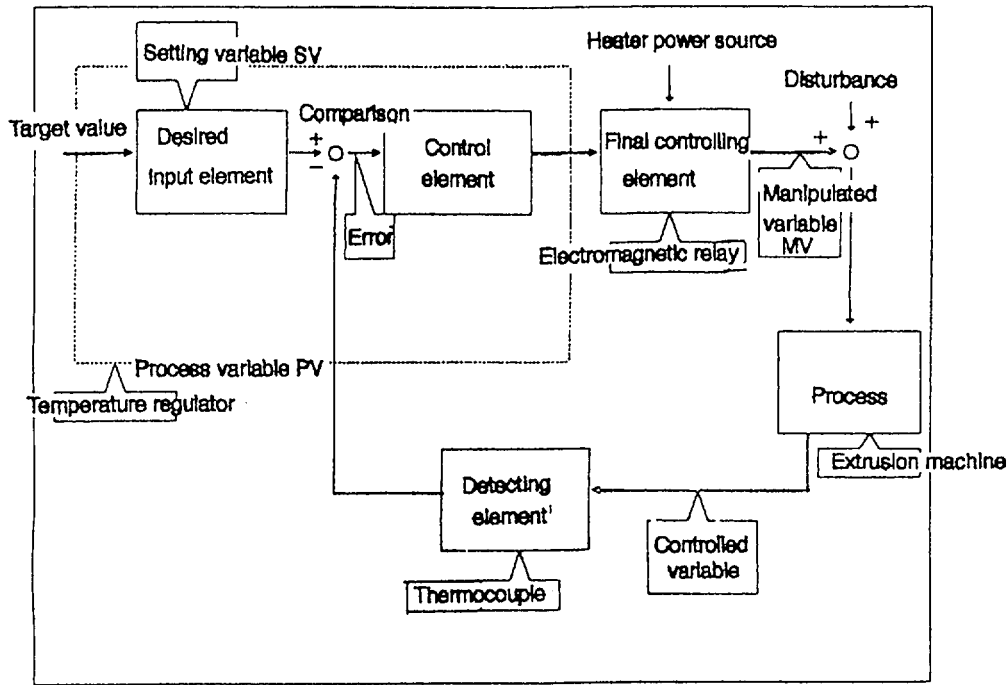 Setting variable SV
Heater power source
Disturbance
Target value
Desired
Input element
Comparison
+
−
Control
element
Final controlling
element
+
+
Error
Electromagnetic relay
Manipulated
variable
MV
Process variable PV
Temperature regulator
Process
Extrusion machine
Detecting
element
Controlled
variable
Thermocouple